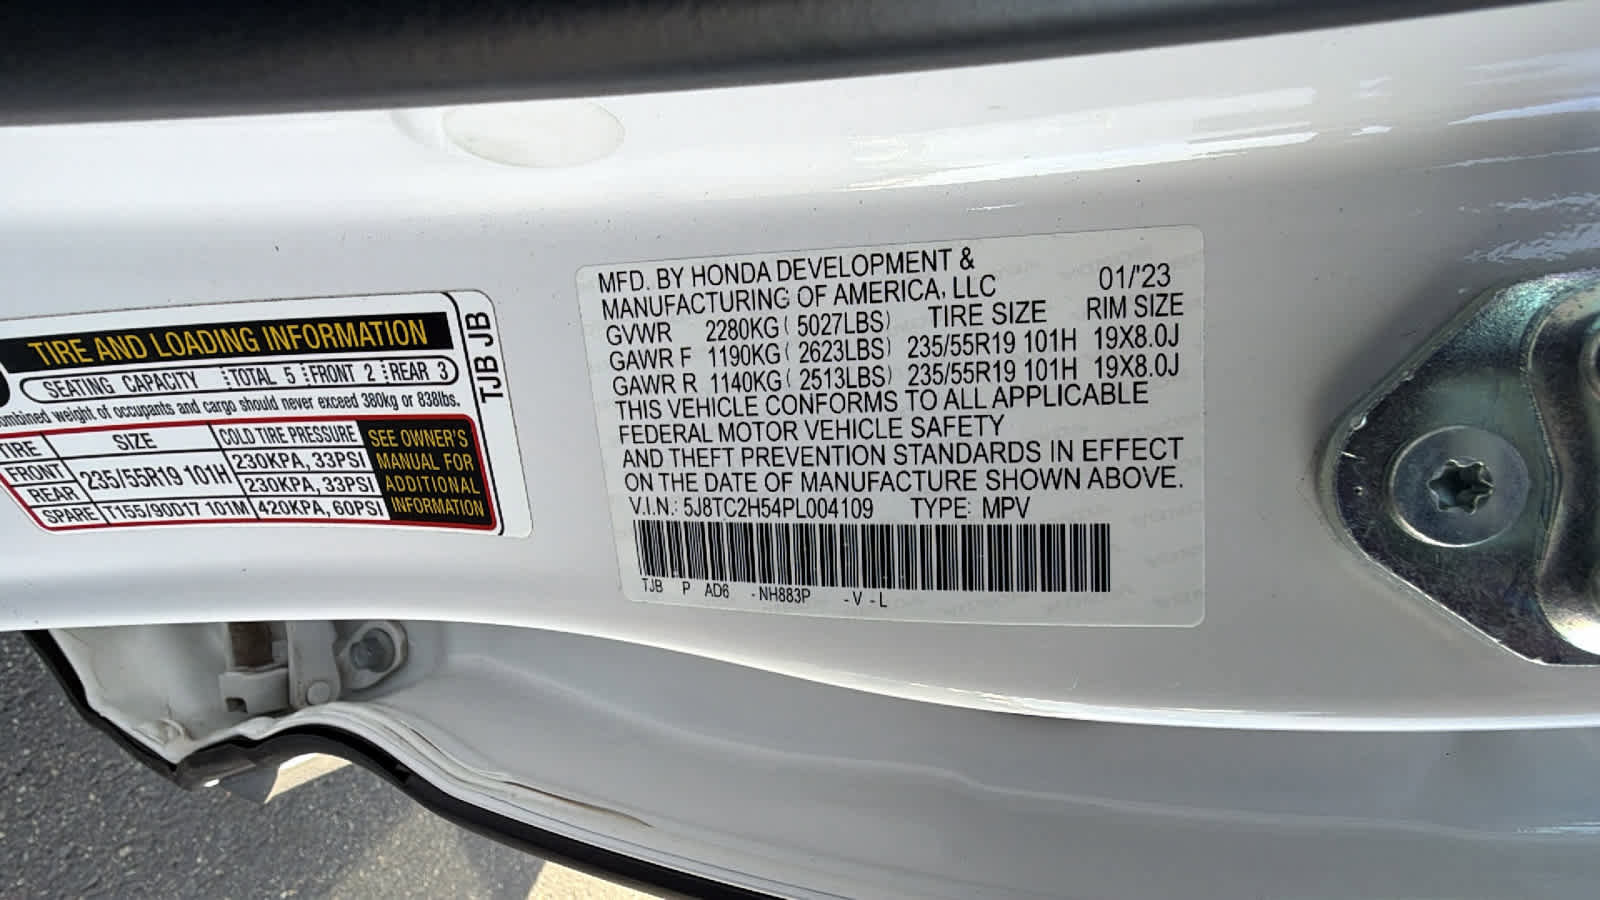 TIRE AND LOADING INFORMATION
TJB JB
SEATING CAPACITY TOTAL 5 FRONT 2 REAR 3
weight of occupants and cargo should never exceed 380kg or 838lbs.
TIRE SIZE COLD TIRE PRESSURE SEE OWNER'S MANUAL FOR ADDITIONAL INFORMATION
FRONT 235/55R19 101H 230KPA, 33PSI
REAR 230KPA, 33PSI
SPARE T155/90D17 101M 420KPA, 60PSI
MFD. BY HONDA DEVELOPMENT &
MANUFACTURING OF AMERICA, LLC 01/'23
GVWR 2280KG ( 5027LBS) TIRE SIZE RIM SIZE
GAWR F 1190KG ( 2623LBS) 235/55R19 101H 19X8.0J
GAWR R 1140KG ( 2513LBS) 235/55R19 101H 19X8.0J
THIS VEHICLE CONFORMS TO ALL APPLICABLE
FEDERAL MOTOR VEHICLE SAFETY
AND THEFT PREVENTION STANDARDS IN EFFECT
ON THE DATE OF MANUFACTURE SHOWN ABOVE.
V.I.N.: 5J8TC2H54PL004109 TYPE: MPV
TJB P AD6 - NH883P - V - L